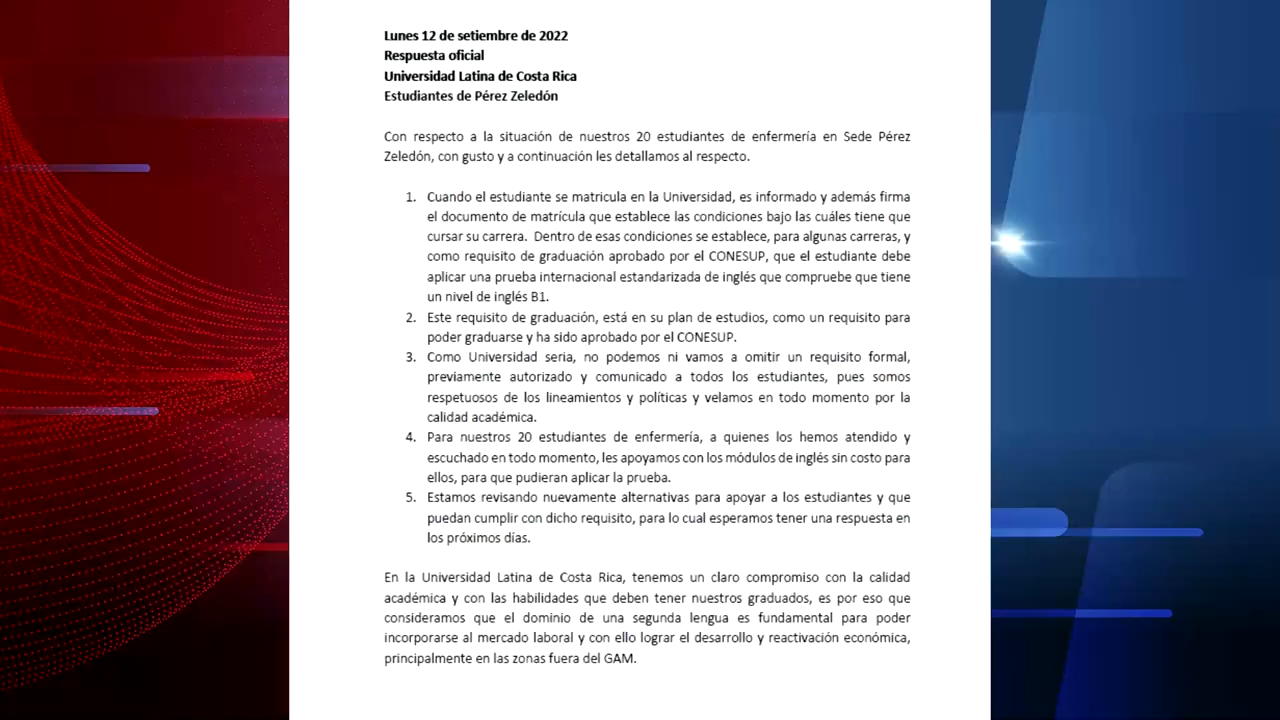 Lunes 12 de setiembre de 2022
Respuesta oficial
Universidad Latina de Costa Rica
Estudiantes de Pérez Zeledón
Con respecto a la situación de nuestros 20 estudiantes de enfermería en Sede Pérez
Zeledón, con gusto y a continuación les detallamos al respecto.
1. Cuando el estudiante se matricula en la Universidad, es informado y además firma
el documento de matrícula que establece las condiciones bajo las cuáles tiene que
cursar su carrera. Dentro de esas condiciones se establece, para algunas carreras, y
como requisito de graduación aprobado por el CONESUP, que el estudiante debe
aplicar una prueba internacional estandarizada de inglés que compruebe que tiene
un nivel de inglés B1.
2. Este requisito de graduación, está en su plan de estudios, como un requisito para
poder graduarse y ha sido aprobado por el CONESUP.
3. Como Universidad seria, no podemos ni vamos a omitir un requisito formal,
previamente autorizado y comunicado a todos los estudiantes, pues somos
respetuosos de los lineamientos y políticas y velamos en todo momento por la
calidad académica.
4. Para nuestros 20 estudiantes de enfermería, a quienes los hemos atendido y
escuchado en todo momento, les apoyamos con los módulos de inglés sin costo para
ellos, para que pudieran aplicar la prueba.
5. Estamos revisando nuevamente alternativas para apoyar a los estudiantes y que
puedan cumplir con dicho requisito, para lo cual esperamos tener una respuesta en
los próximos días.
En la Universidad Latina de Costa Rica, tenemos un claro compromiso con la calidad
académica y con las habilidades que deben tener nuestros graduados, es por eso que
consideramos que el dominio de una segunda lengua es fundamental para poder
incorporarse al mercado laboral y con ello lograr el desarrollo y reactivación económica,
principalmente en las zonas fuera del GAM.